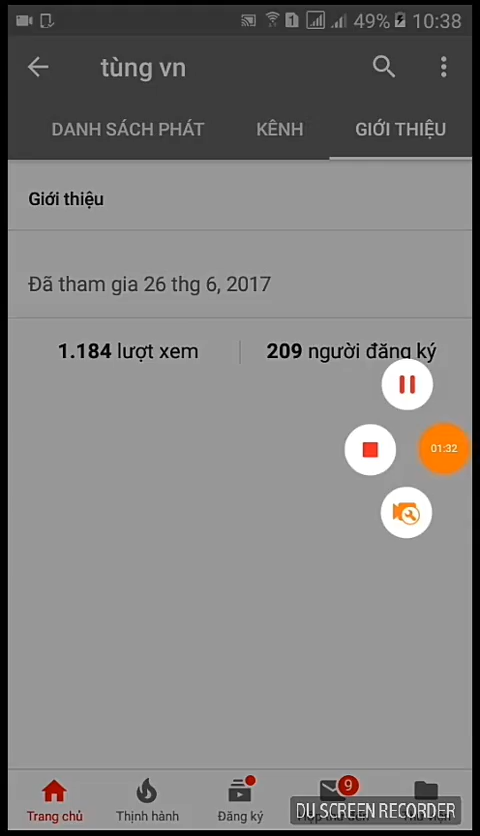 49% 10:38
tùng vn
DANH SÁCH PHÁT KÊNH GIỚI THIỆU
Giới thiệu
Đã tham gia 26 thg 6, 2017
1.184 lượt xem 209 người đăng ký
01:32
9
Trang chủ Thịnh hành Đăng ký
DU SCREEN RECORDER